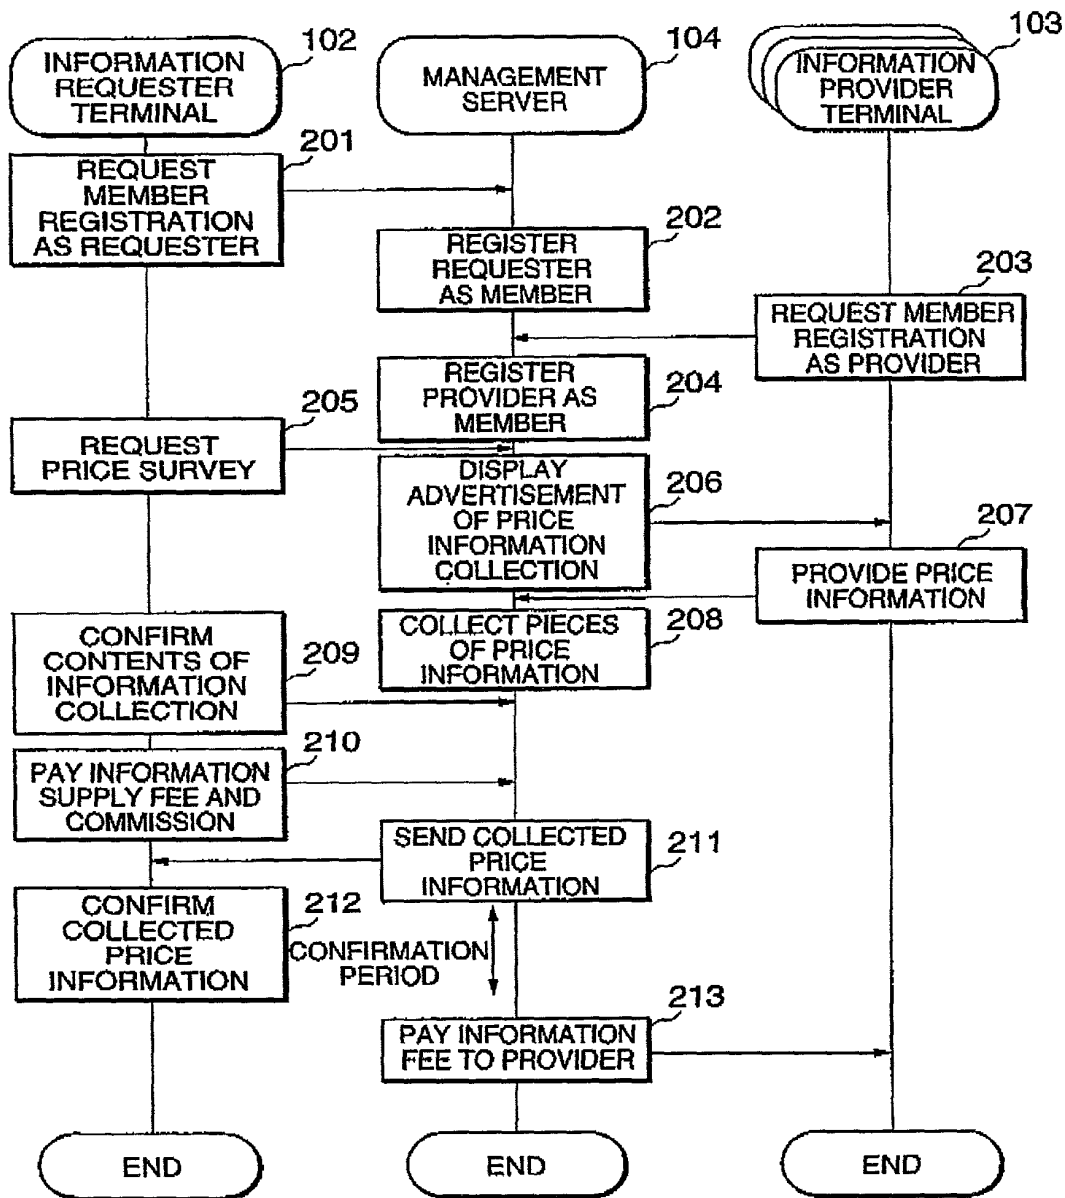 102
INFORMATION
REQUESTER
TERMINAL
104
MANAGEMENT
SERVER
103
INFORMATION
PROVIDER
TERMINAL
201
REQUEST
MEMBER
REGISTRATION
AS REQUESTER
202
REGISTER
REQUESTER
AS MEMBER
203
REQUEST MEMBER
REGISTRATION
AS PROVIDER
204
REGISTER
PROVIDER AS
MEMBER
205
REQUEST
PRICE SURVEY
206
DISPLAY
ADVERTISEMENT
OF PRICE
INFORMATION
COLLECTION
207
PROVIDE PRICE
INFORMATION
208
COLLECT PIECES
OF PRICE
INFORMATION
209
CONFIRM
CONTENTS OF
INFORMATION
COLLECTION
210
PAY INFORMATION
SUPPLY FEE AND
COMMISSION
211
SEND COLLECTED
PRICE
INFORMATION
212
CONFIRM
COLLECTED
PRICE
INFORMATION
CONFIRMATION
PERIOD
213
PAY INFORMATION
FEE TO PROVIDER
END
END
END